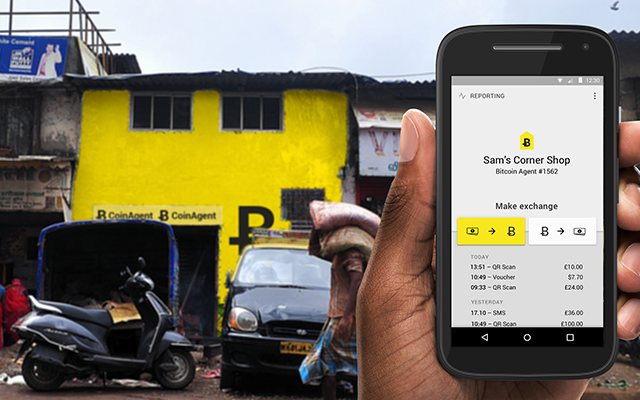 Cement
CoinAgent
CoinAgent
12:30
REPORTING
Sam's Corner Shop
Bitcoin Agent #1562
Make exchange
TODAY
13:51 – QR Scan £10.00
10:49 – Voucher $7.70
09:33 – QR Scan £24.00
YESTERDAY
17.10 – SMS £36.00
10:49 – QR Scan £100.00